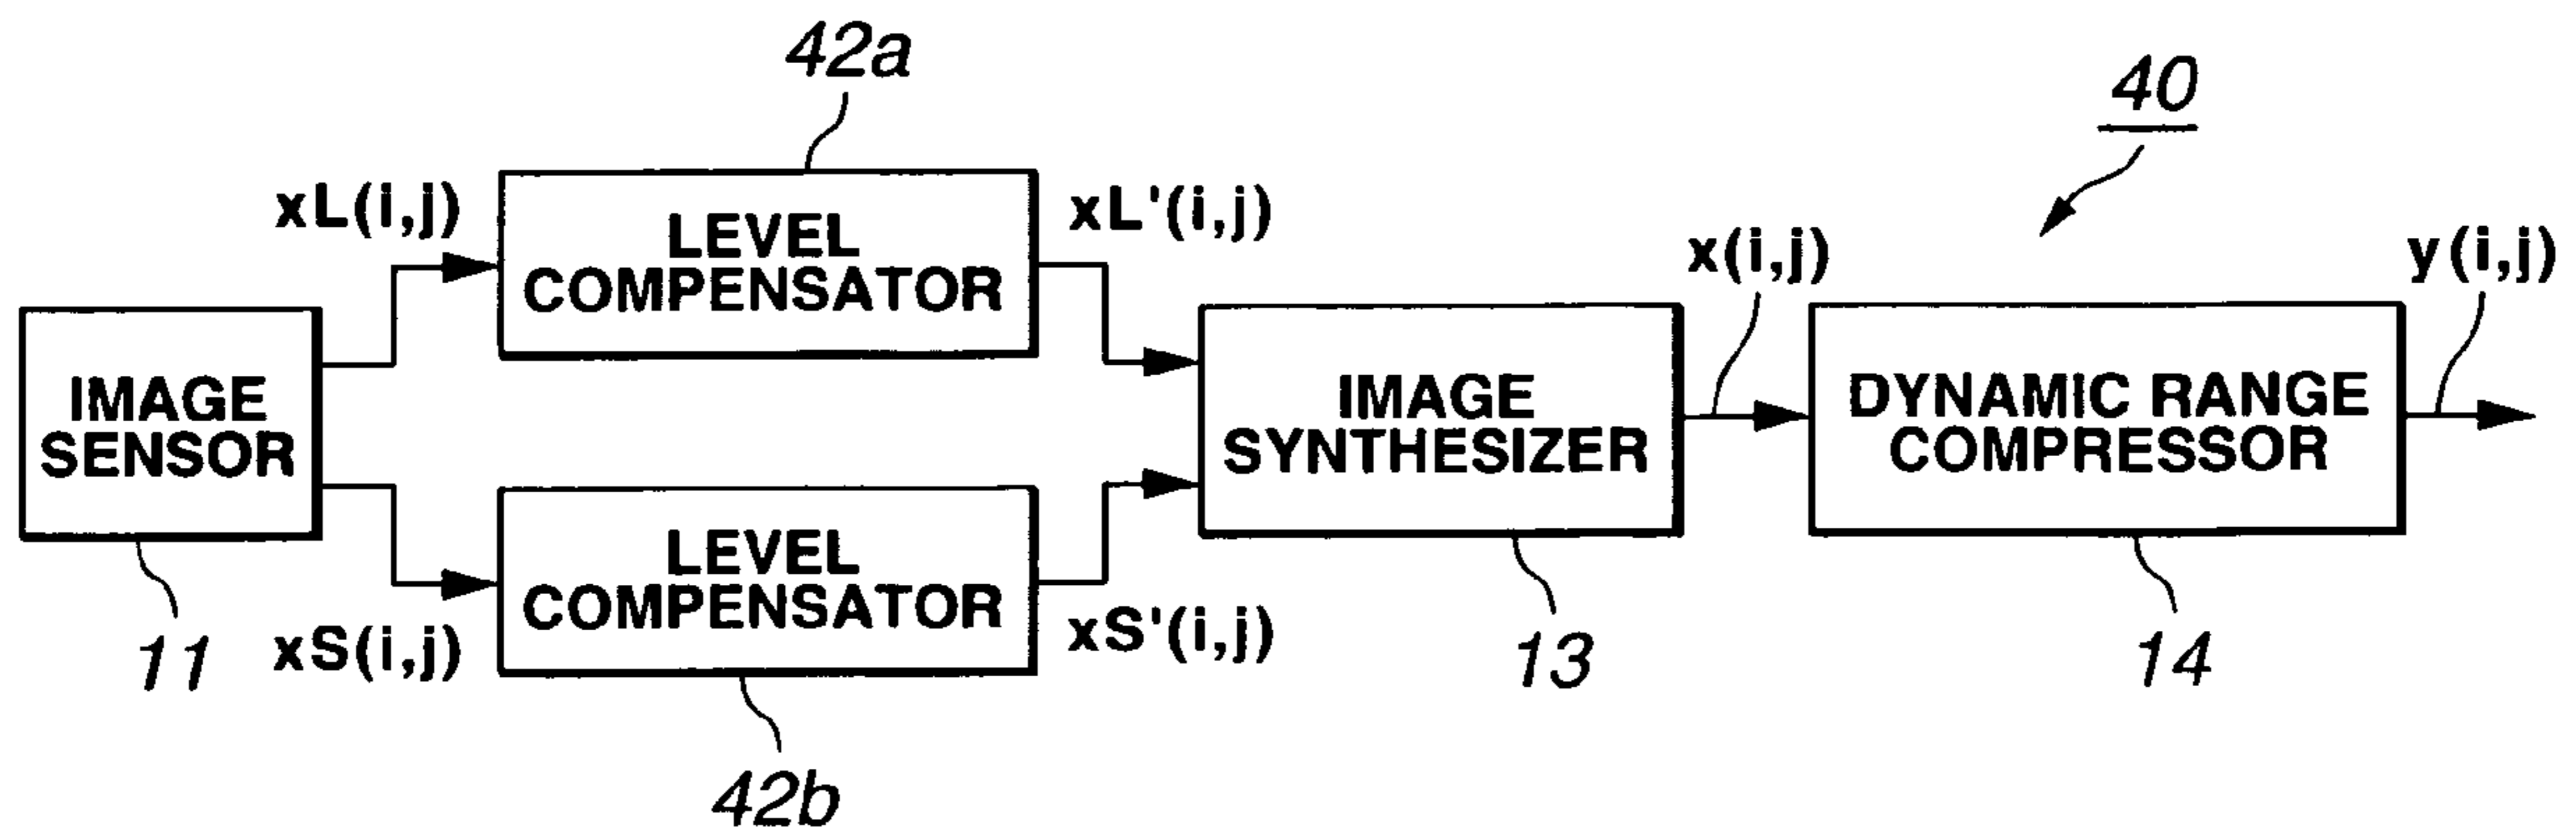 42a
40
xL(i,j)
LEVEL
COMPENSATOR
xL'(i,j)
x(i,j)
y(i,j)
IMAGE
SENSOR
IMAGE
SYNTHESIZER
DYNAMIC RANGE
COMPRESSOR
LEVEL
COMPENSATOR
11
xS(i,j)
xS'(i,j)
13
14
42b